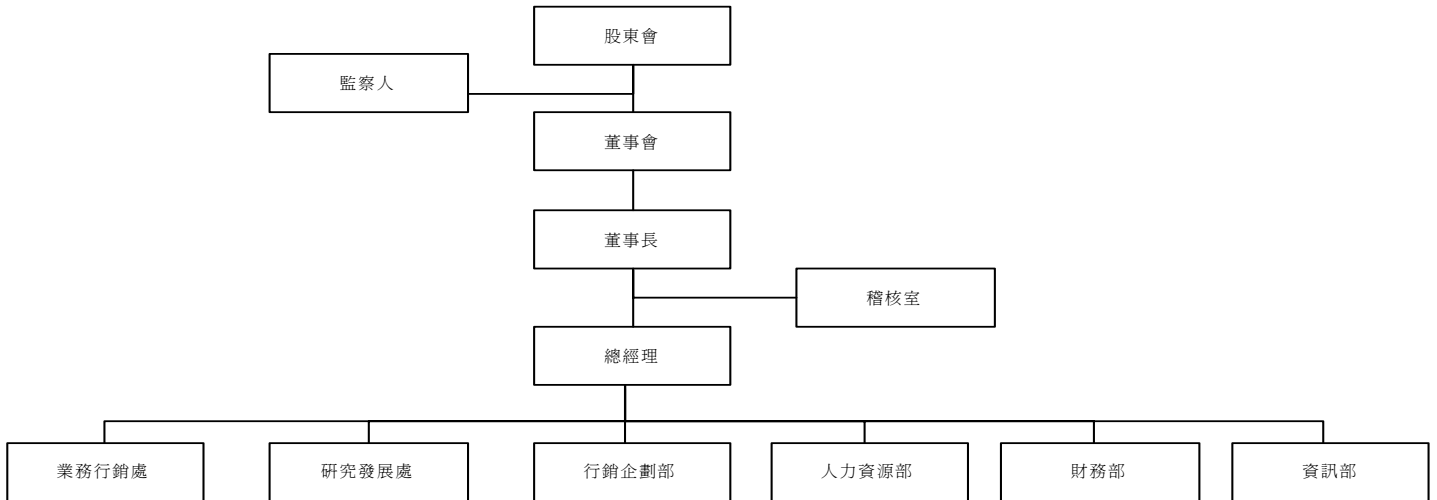 股東會
監察人
董事會
董事長
稽核室
總經理
業務行銷處
研究發展處
行銷企劃部
人力資源部
財務部
資訊部